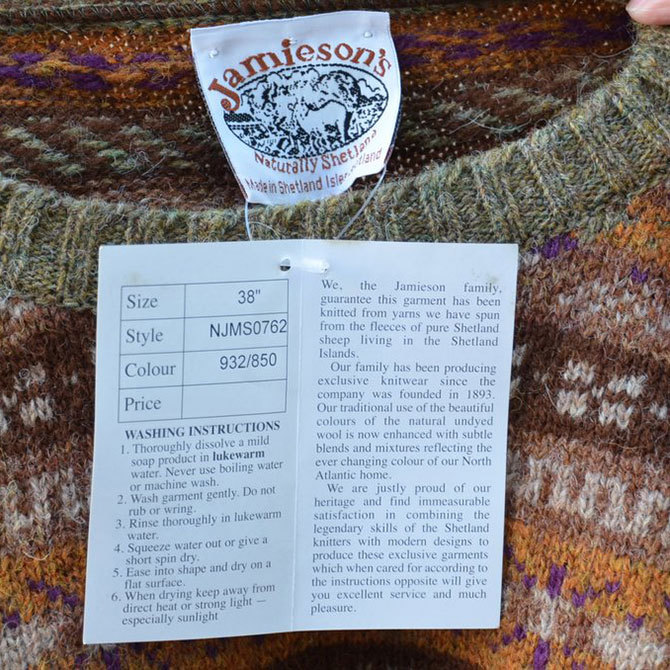 Jamieson's
Naturally Shetland
Made in Shetland Isles
Size 38"
Style NJMS0762
Colour 932/850
Price
WASHING INSTRUCTIONS
1. Thoroughly dissolve a mild
soap product in lukewarm
water. Never use boiling water
or machine wash.
2. Wash garment gently. Do not
rub or wring.
3. Rinse thoroughly in lukewarm
water.
4. Squeeze water out or give a
short spin dry.
5. Ease into shape and dry on a
flat surface.
6. When drying keep away from
direct heat or strong light —
especially sunlight
We, the Jamieson family,
guarantee this garment has been
knitted from yarns we have spun
from the fleeces of pure Shetland
sheep living in the Shetland
Islands.
Our family has been producing
exclusive knitwear since the
company was founded in 1893.
Our traditional use of the beautiful
colours of the natural undyed
wool is now enhanced with subtle
blends and mixtures reflecting the
ever changing colour of our North
Atlantic home.
We are justly proud of our
heritage and find immeasurable
satisfaction in combining the
legendary skills of the Shetland
knitters with modern designs to
produce these exclusive garments
which when cared for according to
the instructions opposite will give
you excellent service and much
pleasure.